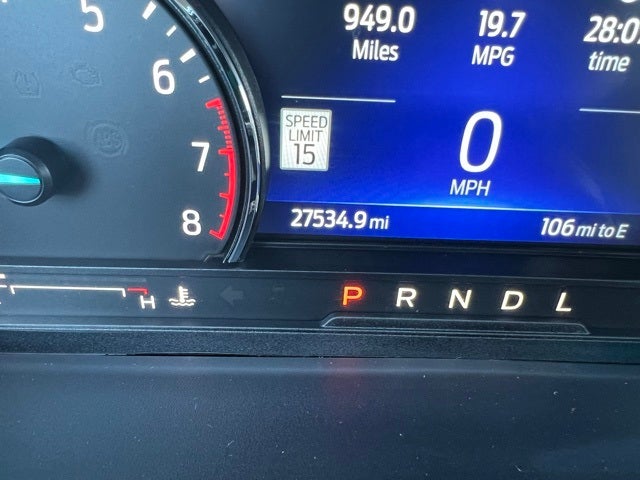 5
6
7
8
949.0
Miles
19.7
MPG
time
SPEED
LIMIT
15
0
MPH
27534.9 mi
106 mi to E
H
P R N D L